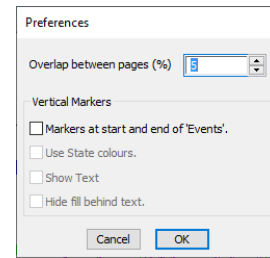 Preferences
Overlap between pages (%) 5
Vertical Markers
Markers at start and end of 'Events'.
Use State colours.
Show Text
Hide fill behind text.
Cancel OK